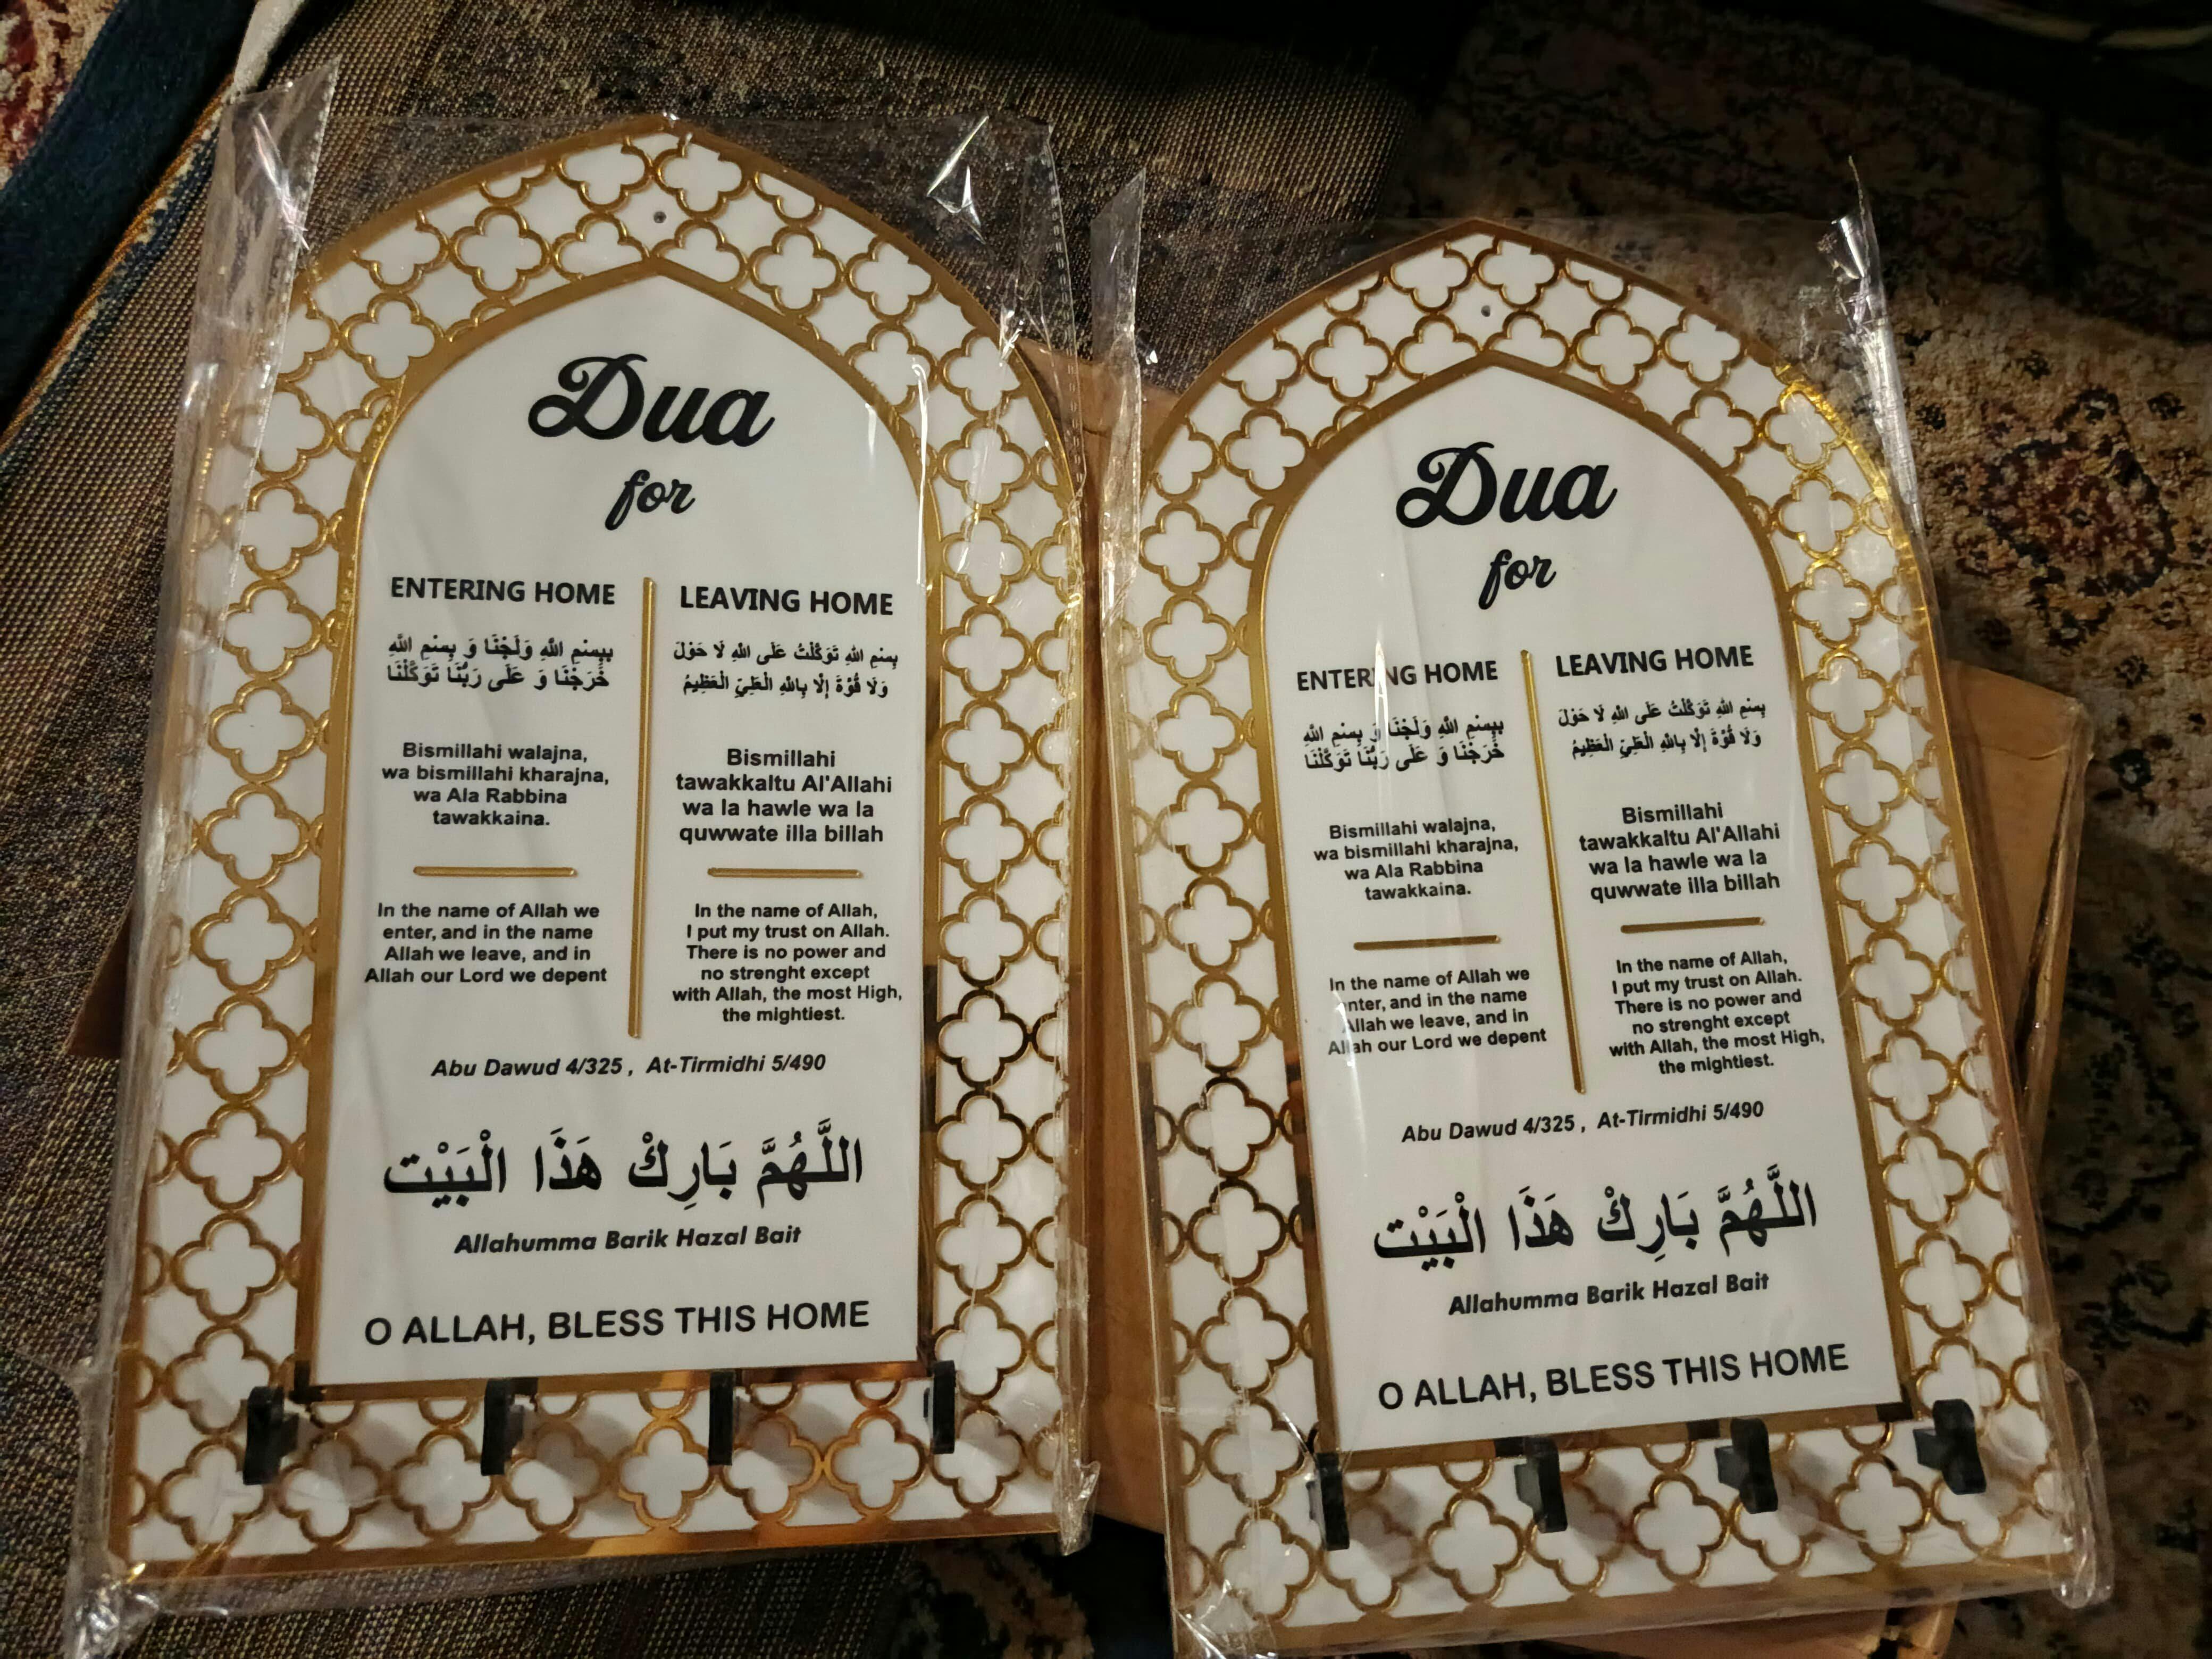 Dua
for
ENTERING HOME
بِسْمِ اللهِ وَلَجْنَا وَ بِسْمِ اللهِ
خَرَجْنَا وَ عَلَى رَبِّنَا تَوَكَّلْنَا
Bismillahi walajna,
wa bismillahi kharajna,
wa Ala Rabbina
tawakkaina.
In the name of Allah we
enter, and in the name
Allah we leave, and in
Allah our Lord we depent
LEAVING HOME
بِسْمِ اللهِ تَوَكَّلْتُ عَلَى اللهِ لَا حَوْلَ
وَلَا قُوَّةَ إِلَّا بِاللهِ الْعَلِيِّ الْعَظِيمُ
Bismillahi
tawakkaltu Al'Allahi
wa la hawle wa la
quwwate illa billah
In the name of Allah,
I put my trust on Allah.
There is no power and
no strenght except
with Allah, the most High,
the mightiest.
Abu Dawud 4/325 , At-Tirmidhi 5/490
اللَّهُمَّ بَارِكْ هَذَا الْبَيْت
Allahumma Barik Hazal Bait
O ALLAH, BLESS THIS HOME
Dua
for
ENTERING HOME
بِسْمِ اللهِ وَلَجْنَا وَ بِسْمِ اللهِ
خَرَجْنَا وَ عَلَى رَبِّنَا تَوَكَّلْنَا
Bismillahi walajna,
wa bismillahi kharajna,
wa Ala Rabbina
tawakkaina.
In the name of Allah we
enter, and in the name
Allah we leave, and in
Allah our Lord we depent
LEAVING HOME
بِسْمِ اللهِ تَوَكَّلْتُ عَلَى اللهِ لَا حَوْلَ
وَلَا قُوَّةَ إِلَّا بِاللهِ الْعَلِيِّ الْعَظِيمُ
Bismillahi
tawakkaltu Al'Allahi
wa la hawle wa la
quwwate illa billah
In the name of Allah,
I put my trust on Allah.
There is no power and
no strenght except
with Allah, the most High,
the mightiest.
Abu Dawud 4/325 , At-Tirmidhi 5/490
اللَّهُمَّ بَارِكْ هَذَا الْبَيْت
Allahumma Barik Hazal Bait
O ALLAH, BLESS THIS HOME